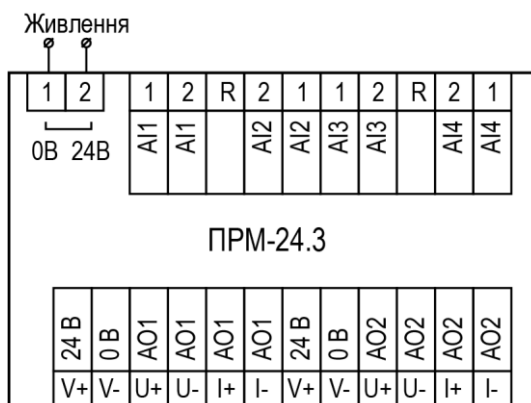 Живлення
1 2 1 2 R 2 1 1 2 R 2 1
0В 24В
AI1 AI1 AI2 AI2 AI3 AI3 AI4 AI4
ПРМ-24.3
24 В 0 В AO1 AO1 AO1 AO1 24 В 0 В AO2 AO2 AO2 AO2
V+ V- U+ U- I+ I- V+ V- U+ U- I+ I-